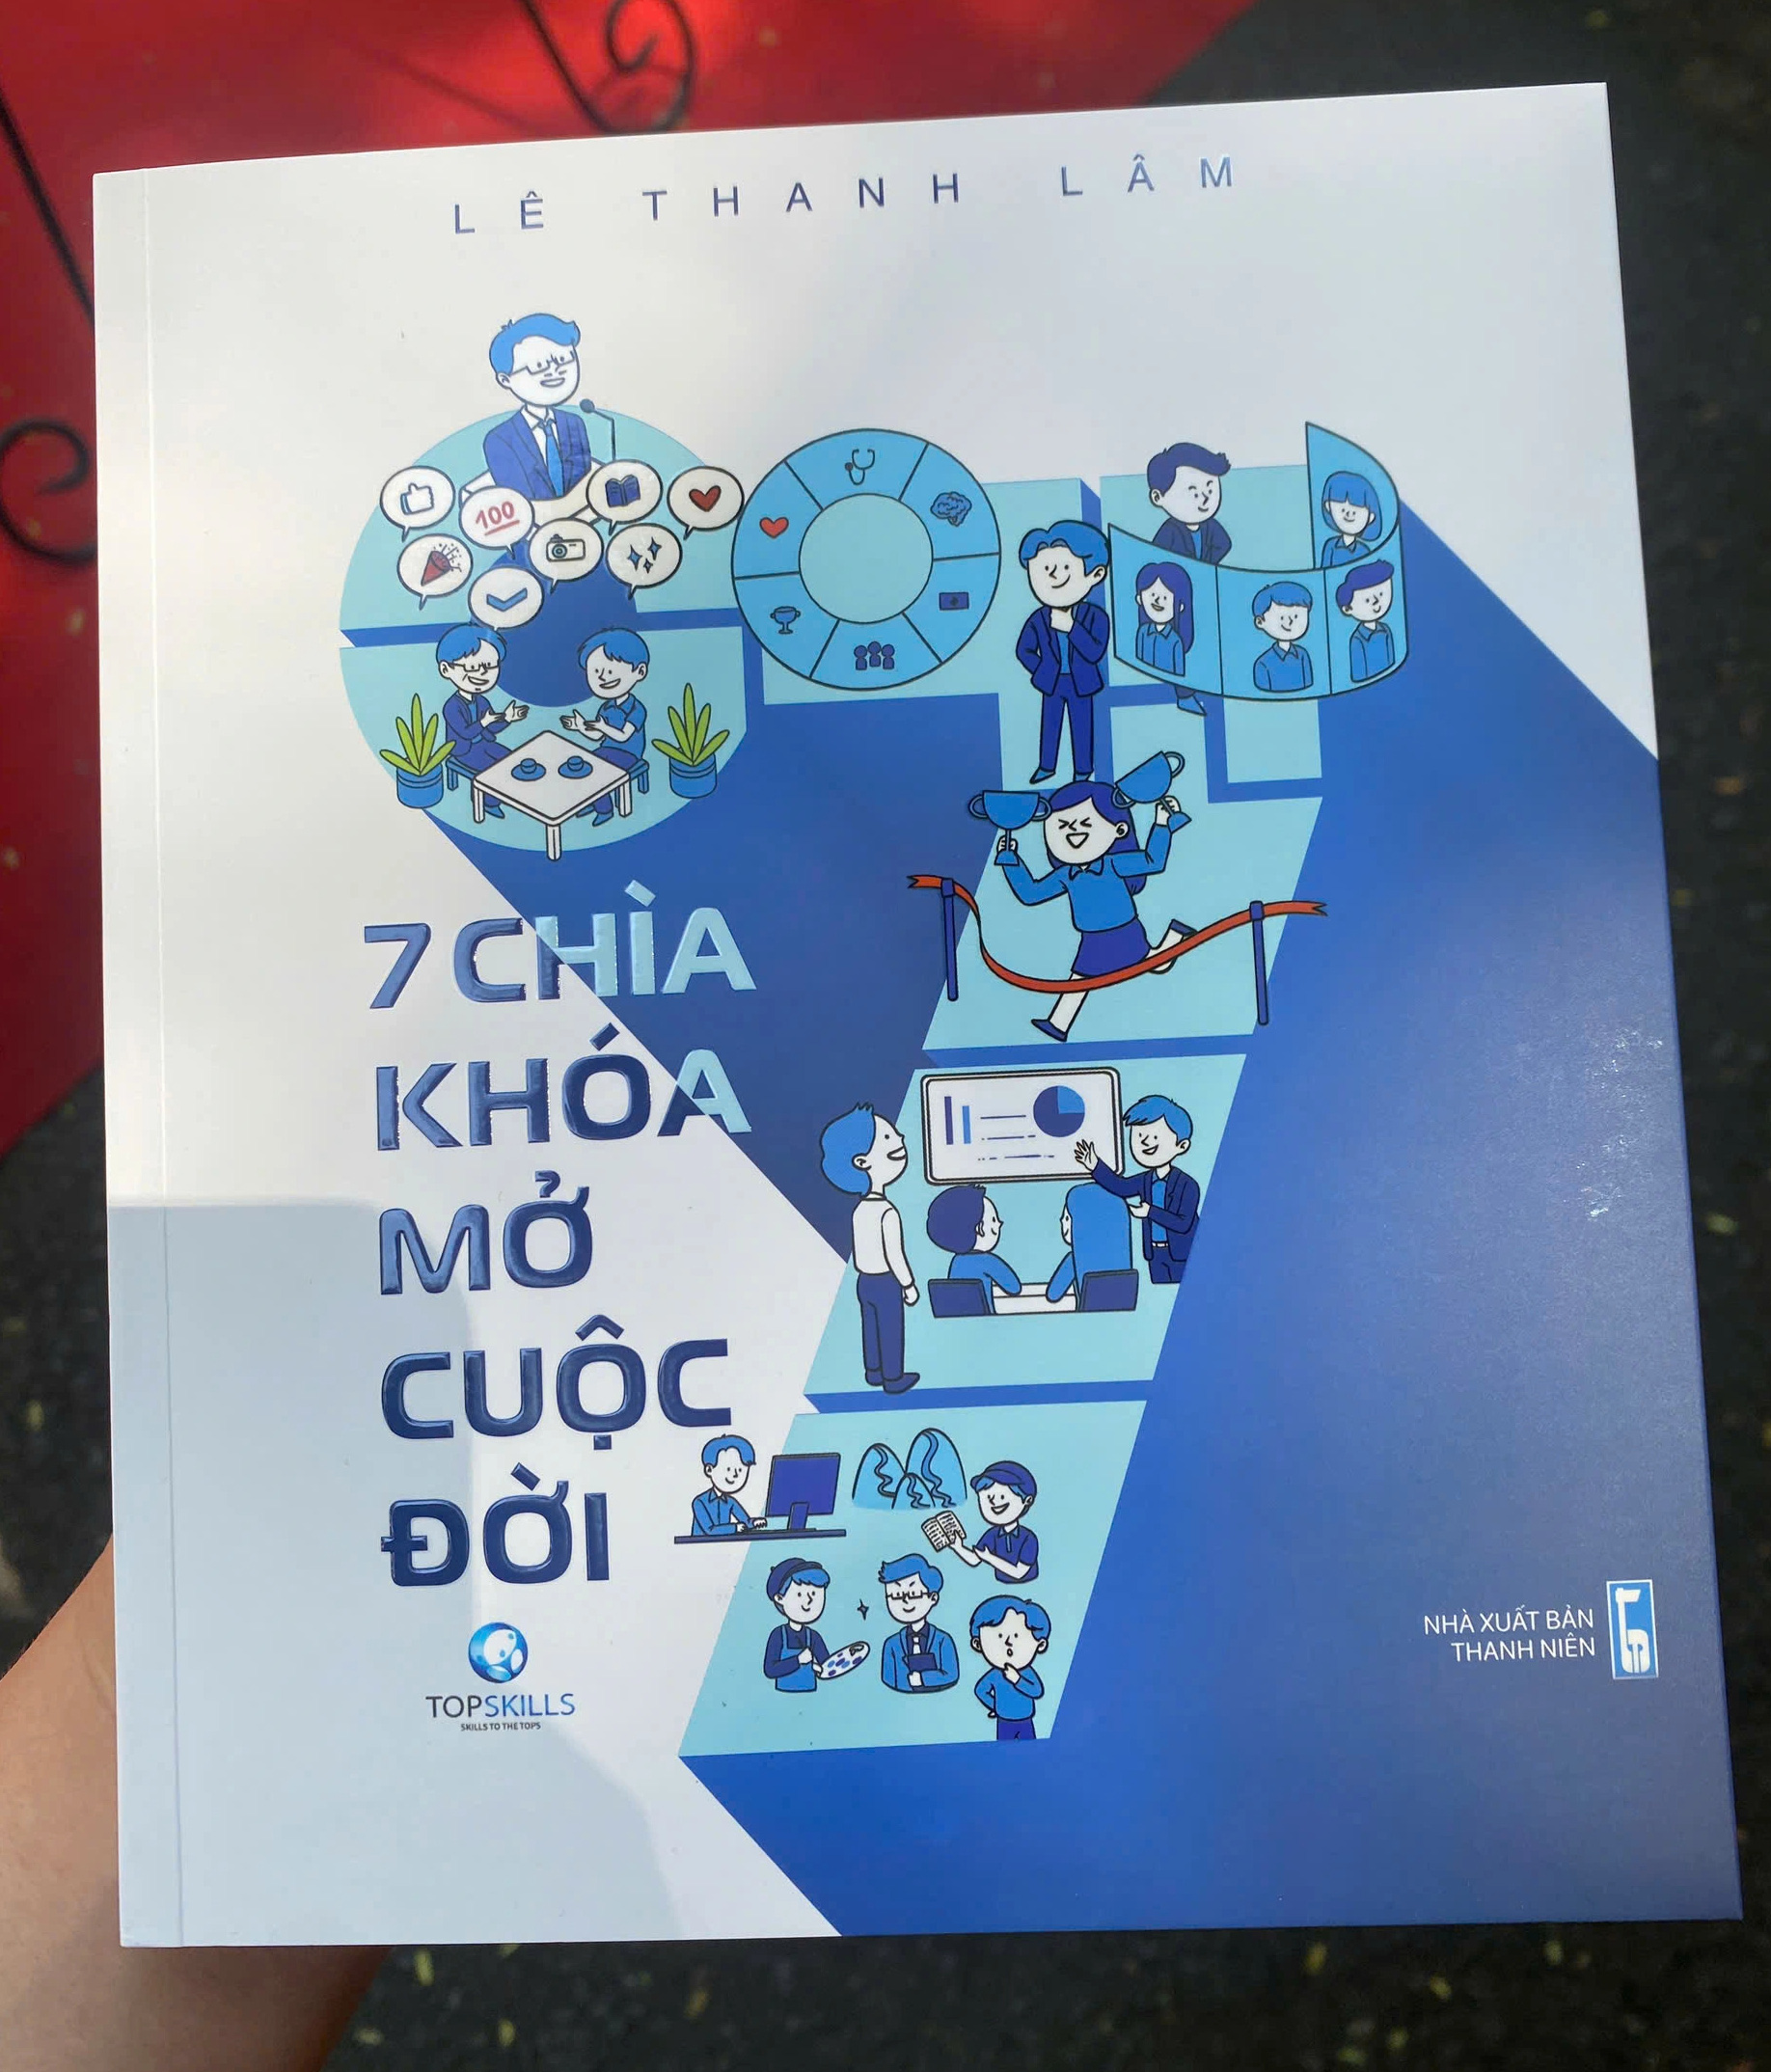 LÊ THANH LÂM
100
7 CHÌA
KHÓA
MỞ
CUỘC
ĐỜI
TOPSKILLS
SKILLS TO THE TOPS
NHÀ XUẤT BẢN
THANH NIÊN